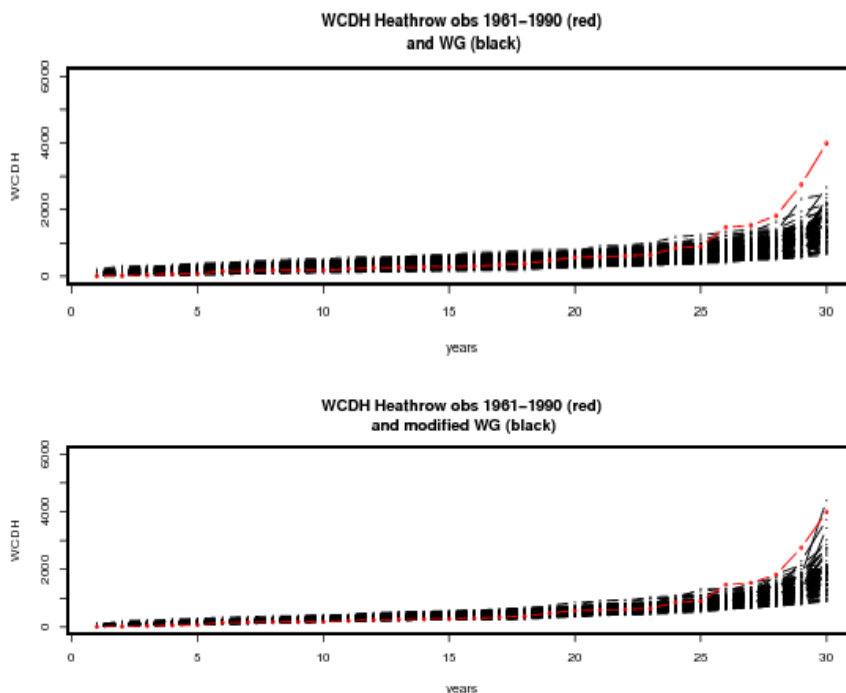 WCDH Heathrow obs 1961–1990 (red)
and WG (black)
6000
4000
2000
0
WCDH
0 5 10 15 20 25 30
years
WCDH Heathrow obs 1961–1990 (red)
and modified WG (black)
6000
4000
2000
0
WCDH
0 5 10 15 20 25 30
years